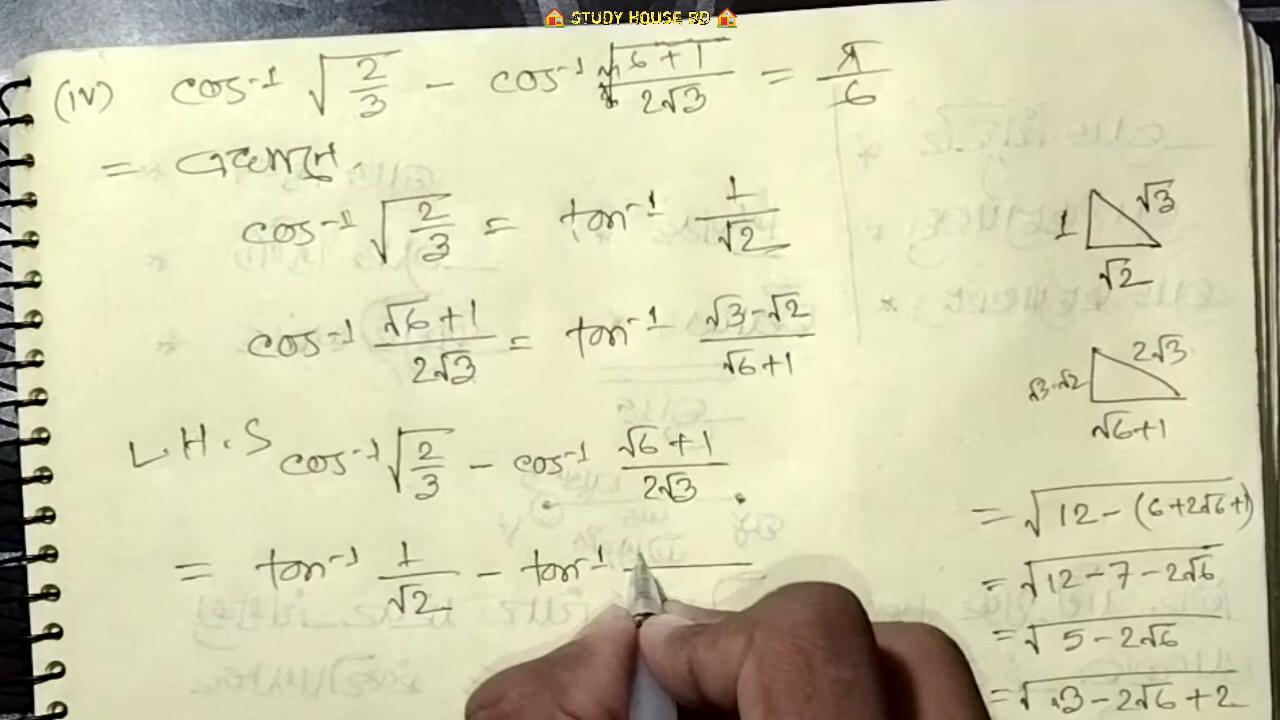 🏠 STUDY HOUSE BD 🏠
(iv) cos⁻¹ √(2/3) − cos⁻¹ (√6+1)/(2√3) = π/6
= এখানে
cos⁻¹ √(2/3) = tan⁻¹ 1/√2
1 √3 √2
cos⁻¹ (√6+1)/(2√3) = tan⁻¹ (√3-√2)/(√6+1)
√3-√2 2√3 √6+1
L.H.S cos⁻¹ √(2/3) − cos⁻¹ (√6+1)/(2√3)
= tan⁻¹ 1/√2 − tan⁻¹
= √(12 − (6+2√6+1)
= √(12−7−2√6
= √(5−2√6
= √(3−2√6+2